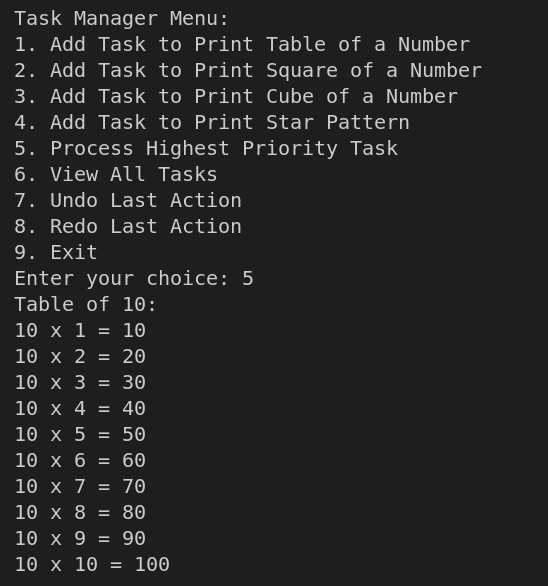 Task Manager Menu:
1. Add Task to Print Table of a Number
2. Add Task to Print Square of a Number
3. Add Task to Print Cube of a Number
4. Add Task to Print Star Pattern
5. Process Highest Priority Task
6. View All Tasks
7. Undo Last Action
8. Redo Last Action
9. Exit
Enter your choice: 5
Table of 10:
10 x 1 = 10
10 x 2 = 20
10 x 3 = 30
10 x 4 = 40
10 x 5 = 50
10 x 6 = 60
10 x 7 = 70
10 x 8 = 80
10 x 9 = 90
10 x 10 = 100